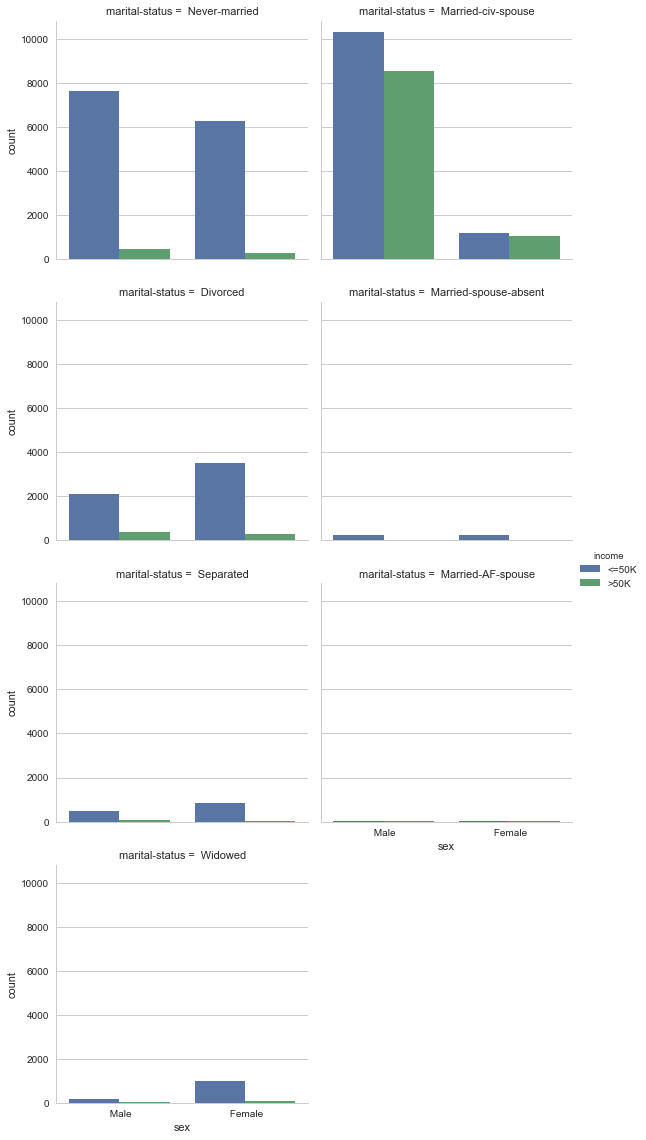 marital-status = Never-married
marital-status = Married-civ-spouse
10000
8000
6000
4000
2000
0
count
marital-status = Divorced
marital-status = Married-spouse-absent
10000
8000
6000
4000
2000
0
count
income
<=50K
>50K
marital-status = Separated
marital-status = Married-AF-spouse
10000
8000
6000
4000
2000
0
count
Male
Female
sex
marital-status = Widowed
10000
8000
6000
4000
2000
0
count
Male
Female
sex